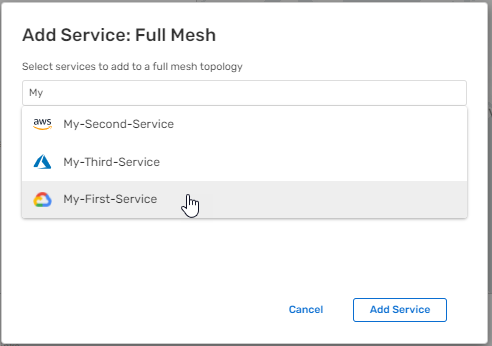 Add Service: Full Mesh
Select services to add to a full mesh topology
My
aws My-Second-Service
My-Third-Service
My-First-Service
Cancel Add Service